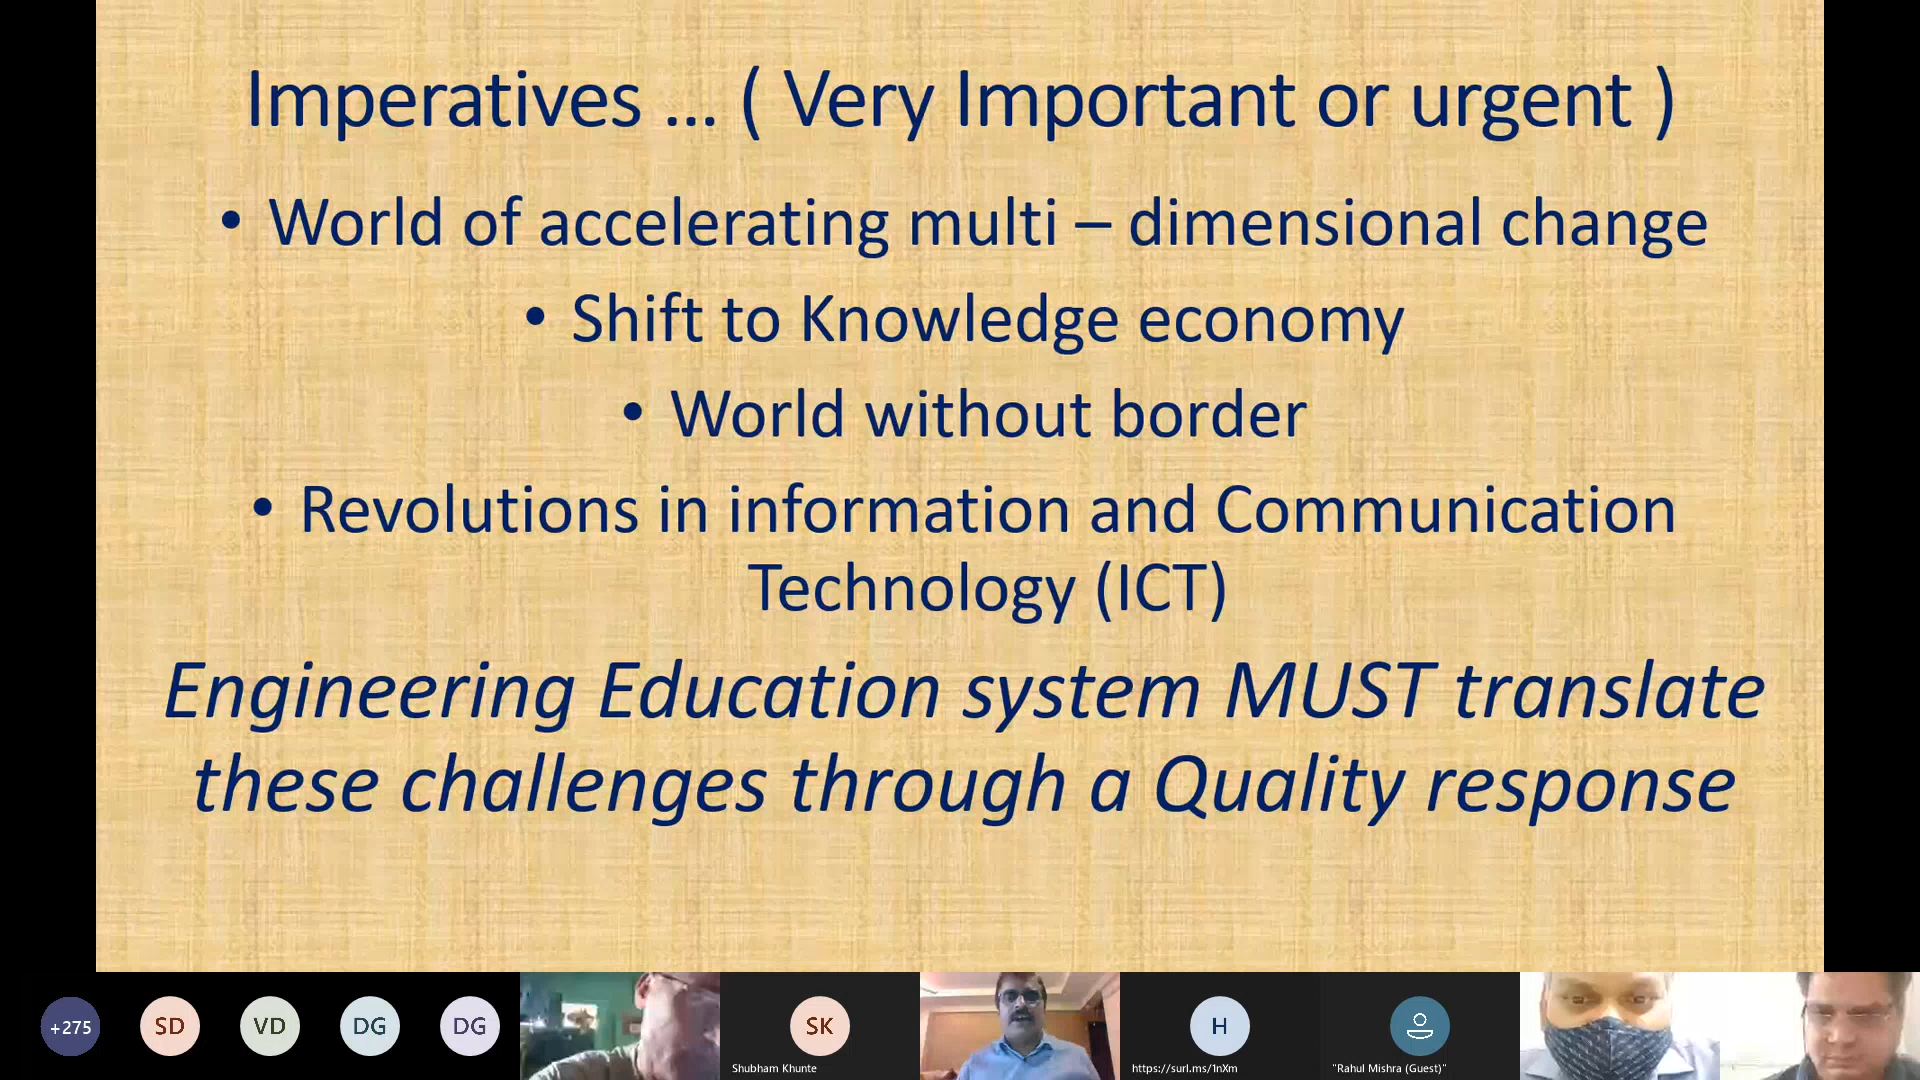 Imperatives ... ( Very Important or urgent )
• World of accelerating multi – dimensional change
• Shift to Knowledge economy
• World without border
• Revolutions in information and Communication
Technology (ICT)
Engineering Education system MUST translate
these challenges through a Quality response
+275
SD
VD
DG
DG
SK
Shubham Khunte
H
https://surl.ms/1nXm
"Rahul Mishra (Guest)"